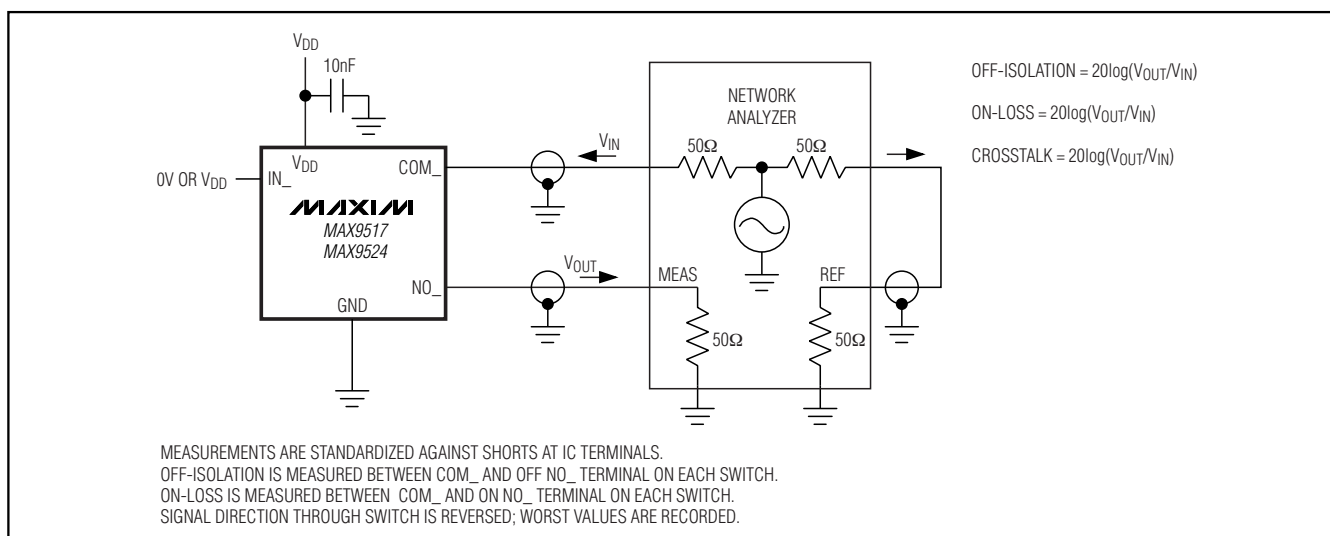 VDD
10nF
VDD
0V OR VDD
IN_
COM_
MAXIM
MAX9517
MAX9524
NO_
GND
VIN
VOUT
NETWORK
ANALYZER
50Ω
50Ω
MEAS
REF
50Ω
50Ω
OFF-ISOLATION = 20log(VOUT/VIN)
ON-LOSS = 20log(VOUT/VIN)
CROSSTALK = 20log(VOUT/VIN)
MEASUREMENTS ARE STANDARDIZED AGAINST SHORTS AT IC TERMINALS.
OFF-ISOLATION IS MEASURED BETWEEN COM_ AND OFF NO_ TERMINAL ON EACH SWITCH.
ON-LOSS IS MEASURED BETWEEN COM_ AND ON NO_ TERMINAL ON EACH SWITCH.
SIGNAL DIRECTION THROUGH SWITCH IS REVERSED; WORST VALUES ARE RECORDED.